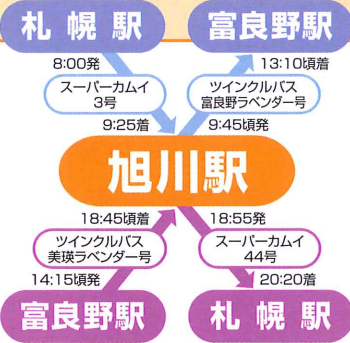 札幌駅
富良野駅
8:00発
13:10頃着
スーパーカムイ
3号
ツインクルバス
富良野ラベンダー号
9:25着
9:45頃発
旭川駅
18:45頃着
18:55発
ツインクルバス
美瑛ラベンダー号
スーパーカムイ
44号
14:15頃発
20:20着
富良野駅
札幌駅